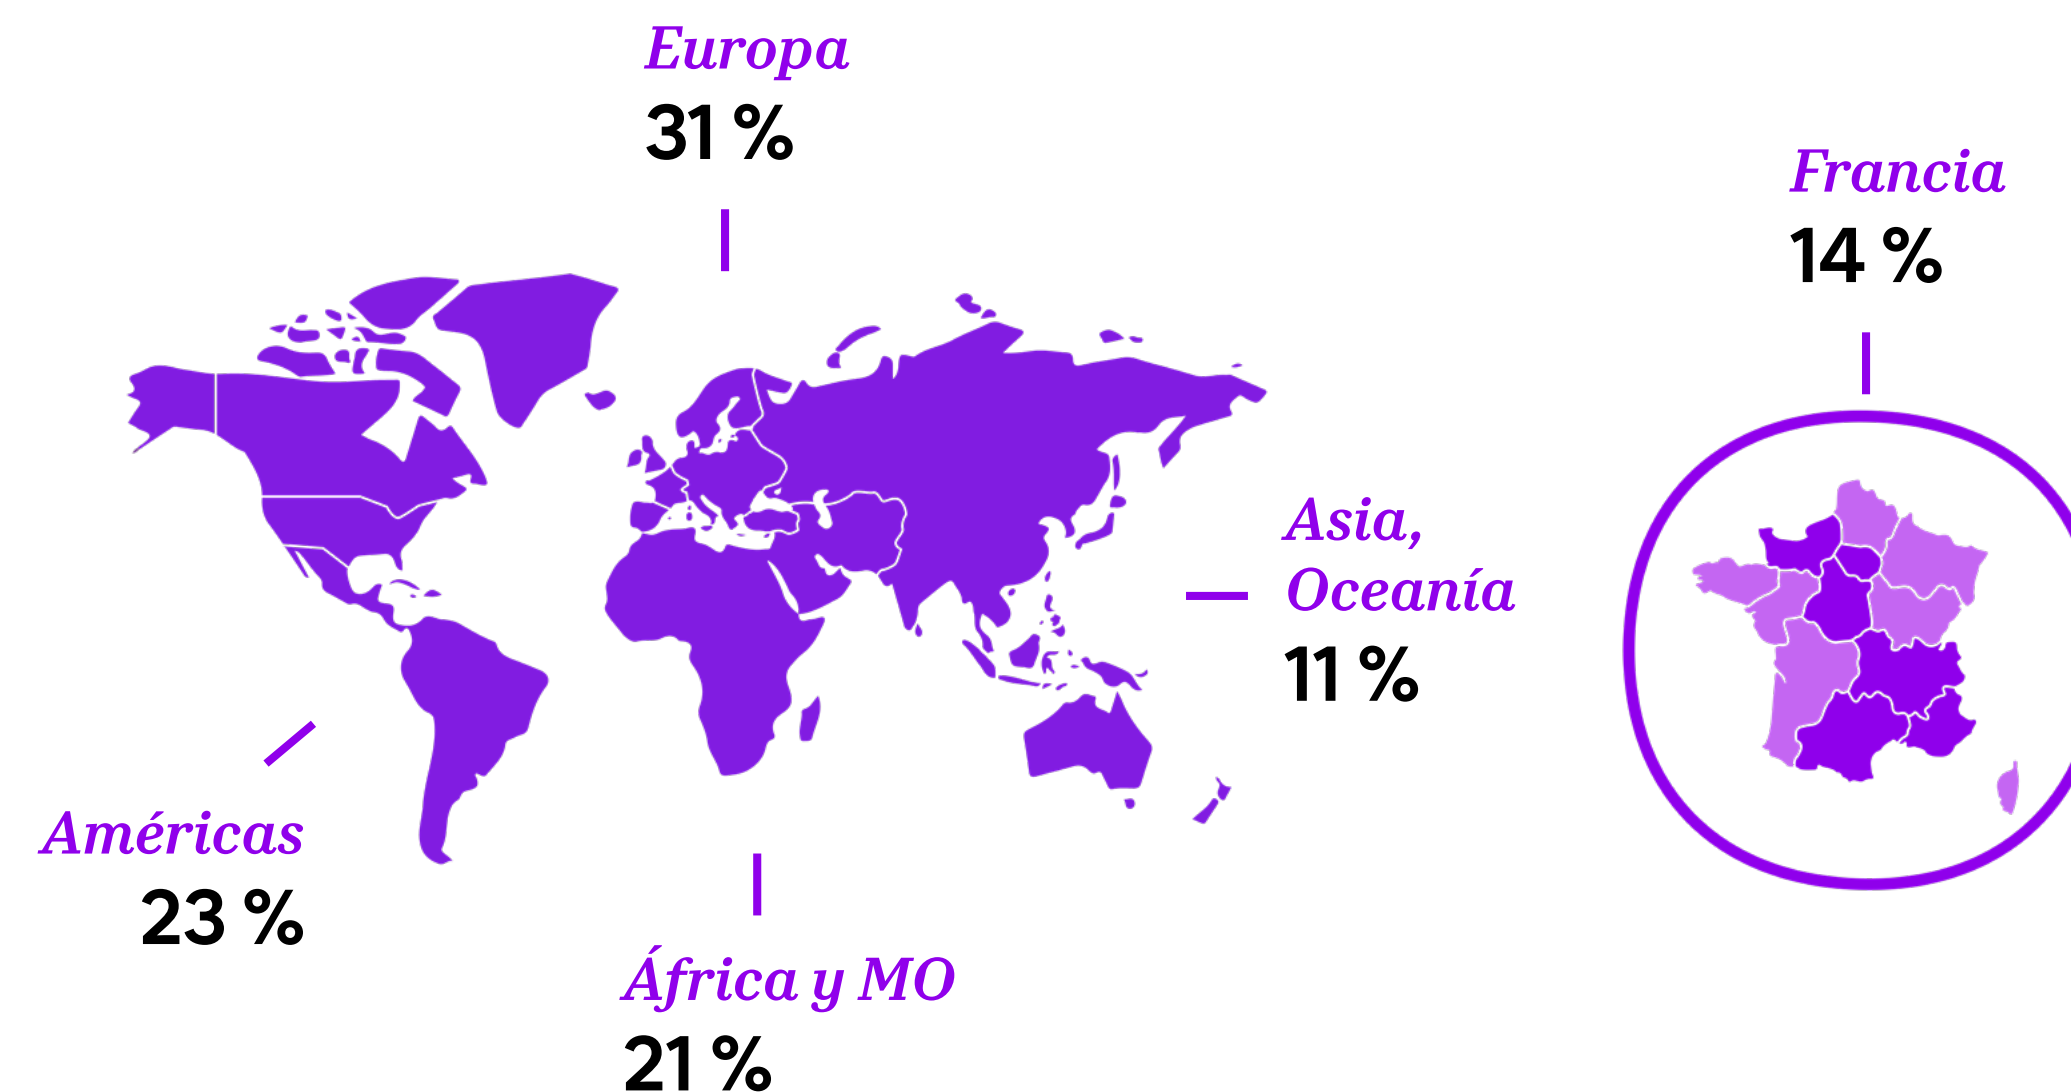 Europa
31 %
Francia
14 %
Asia,
Oceanía
11 %
Américas
23 %
África y MO
21 %